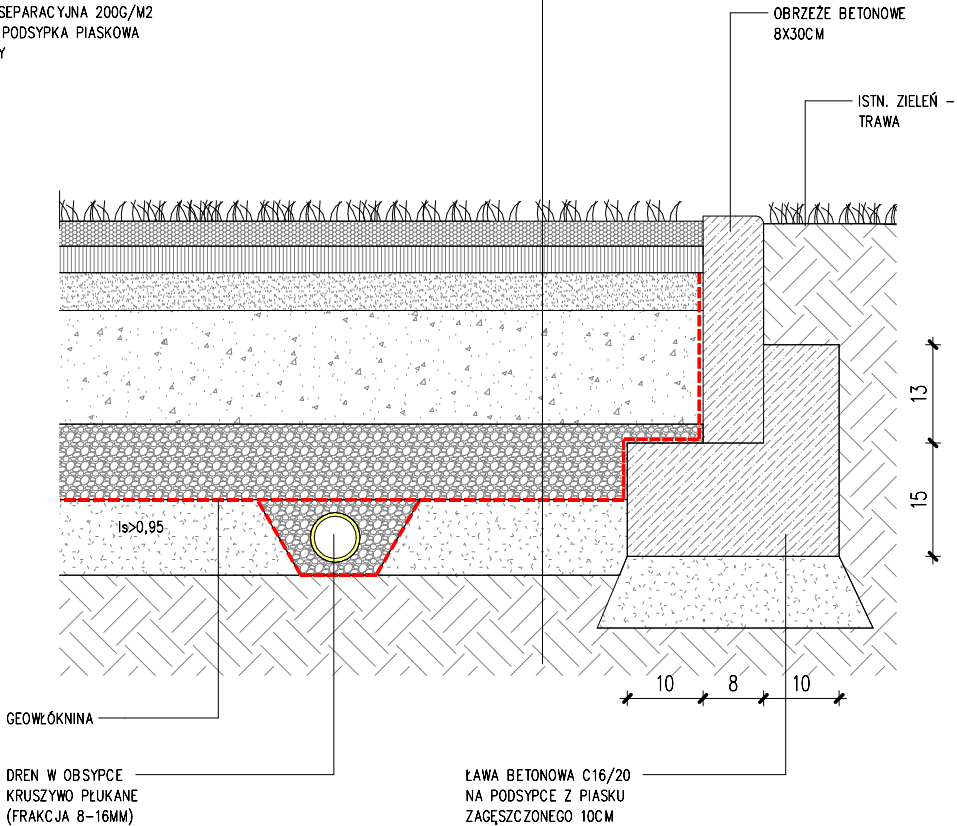 SEPARACYJNA 200G/M2
PODSYPKA PIASKOWA
OBRZEŻE BETONOWE
8X30CM
ISTN. ZIELEŃ –
TRAWA
13
Is>0,95
15
10 8 10
GEOWŁÓKNINA
DREN W OBSYPCE
KRUSZYWO PŁUKANE
(FRAKCJA 8–16MM)
ŁAWA BETONOWA C16/20
NA PODSYPCE Z PIASKU
ZAGĘSZCZONEGO 10CM